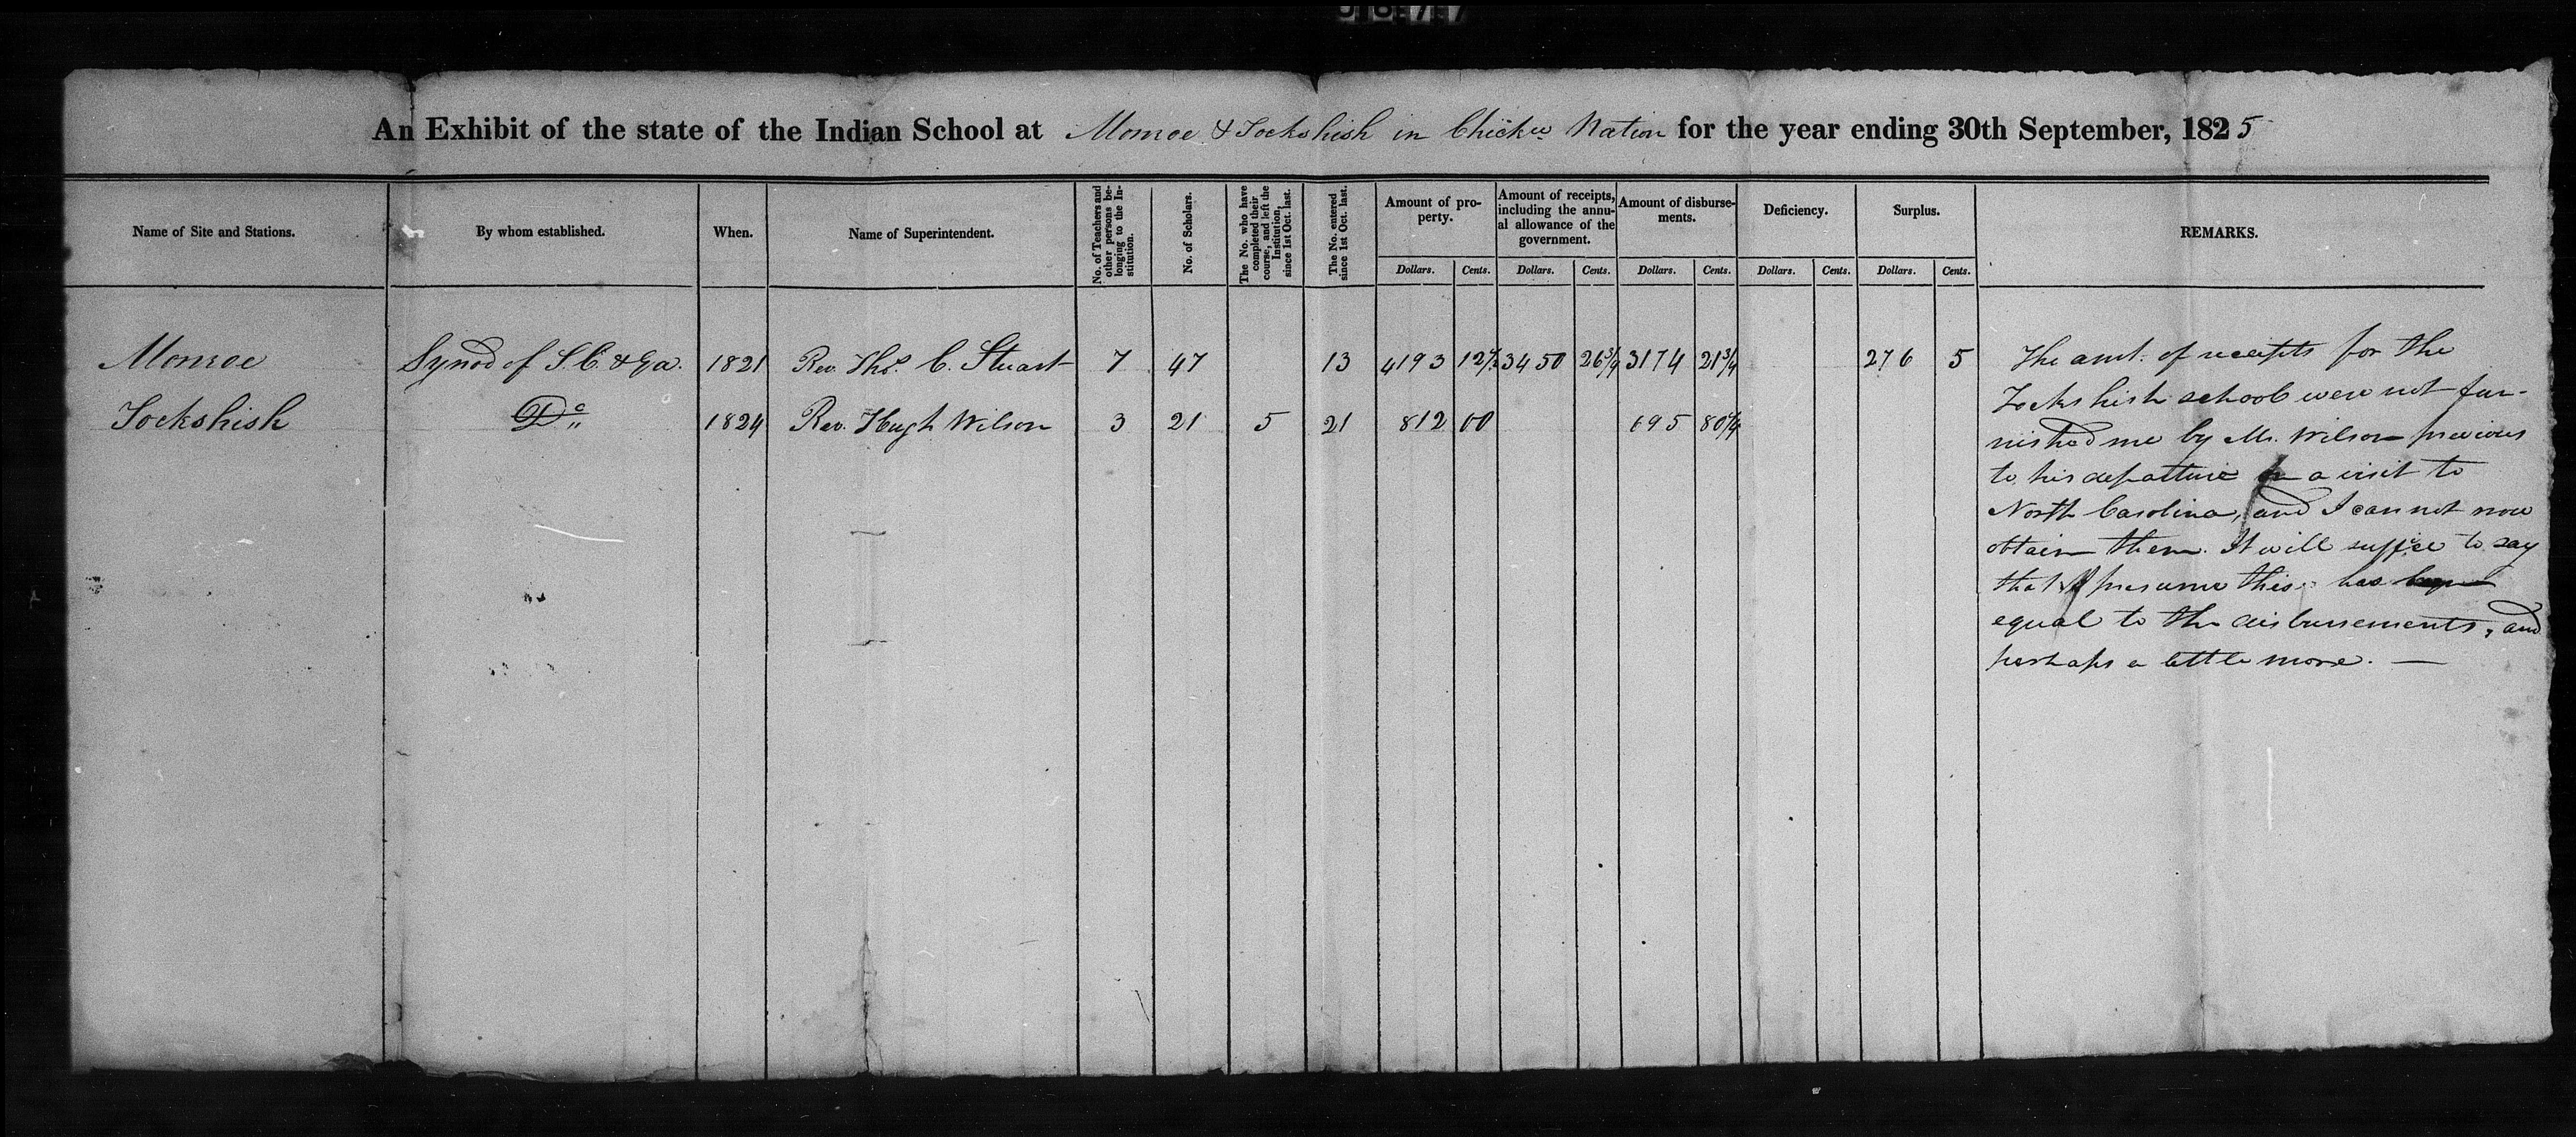 An Exhibit of the state of the Indian School at Monroe & Tockshish in Chickw Nation for the year ending 30th September, 1825
Name of Site and Stations.
By whom established.
When.
Name of Superintendent.
No. of Teachers and other persons belonging to the Institution.
No. of Scholars.
The No. who have completed their course, and left the Institution, since 1st Oct. last.
The No. entered since 1st Oct. last.
Amount of property.
Amount of receipts, including the annual allowance of the government.
Amount of disbursements.
Deficiency.
Surplus.
REMARKS.
Dollars. Cents. Dollars. Cents. Dollars. Cents. Dollars. Cents. Dollars. Cents.
Monroe Synod of S.C. & Ga. 1821 Rev. Thos. C. Stuart 7 47 13 4193 12 1/2 3450 26 3/4 3174 21 3/4 276 5
Tockshish Do 1824 Rev. Hugh Wilson 3 21 5 21 812 00 695 80
The amt. of receipts for the
Tockshish school were not fur-
nished me by Mr. Wilson previous
to his departure on a visit to
North Carolina, and I can not now
obtain them. It will suffice to say
that I presume this has
equal to the disbursements, and
perhaps a little more. —